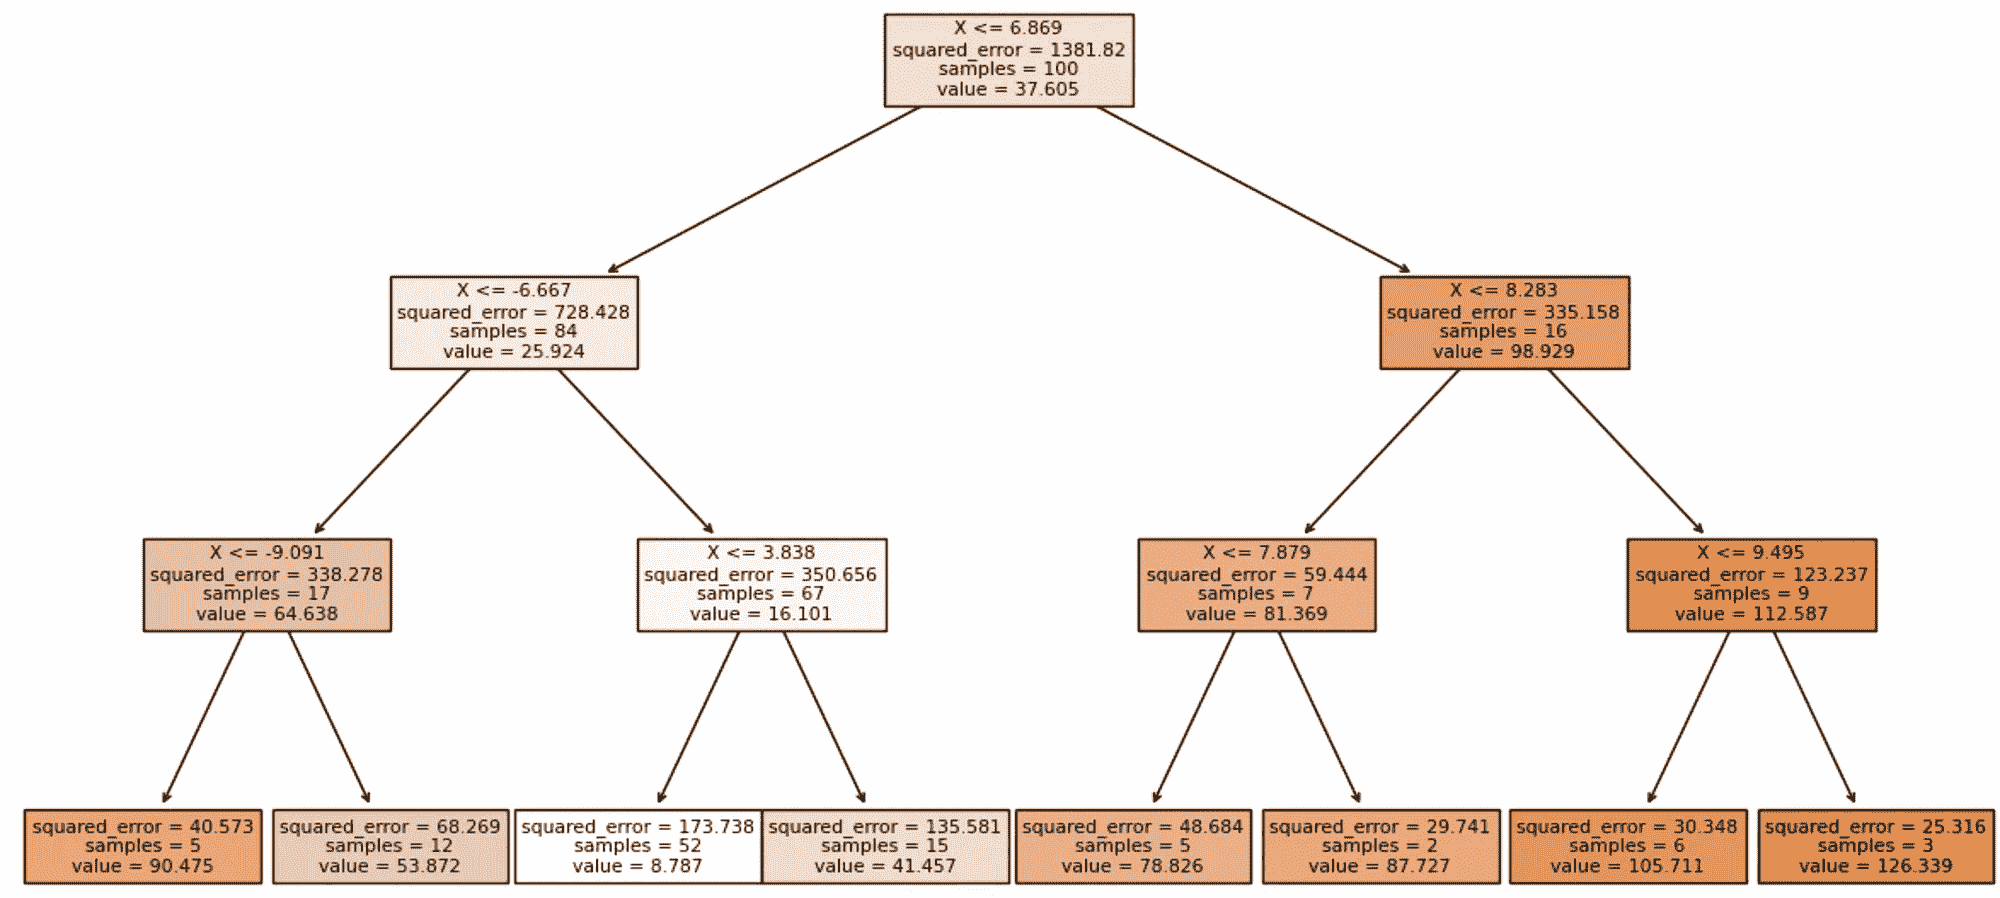 X <= 6.869
squared_error = 1381.82
samples = 100
value = 37.605
X <= -6.667
squared_error = 728.428
samples = 84
value = 25.924
X <= 8.283
squared_error = 335.158
samples = 16
value = 98.929
X <= -9.091
squared_error = 338.278
samples = 17
value = 64.638
X <= 3.838
squared_error = 350.656
samples = 67
value = 16.101
X <= 7.879
squared_error = 59.444
samples = 7
value = 81.369
X <= 9.495
squared_error = 123.237
samples = 9
value = 112.587
squared_error = 40.573
samples = 5
value = 90.475
squared_error = 68.269
samples = 12
value = 53.872
squared_error = 173.738
samples = 52
value = 8.787
squared_error = 135.581
samples = 15
value = 41.457
squared_error = 48.684
samples = 5
value = 78.826
squared_error = 29.741
samples = 2
value = 87.727
squared_error = 30.348
samples = 6
value = 105.711
squared_error = 25.316
samples = 3
value = 126.339